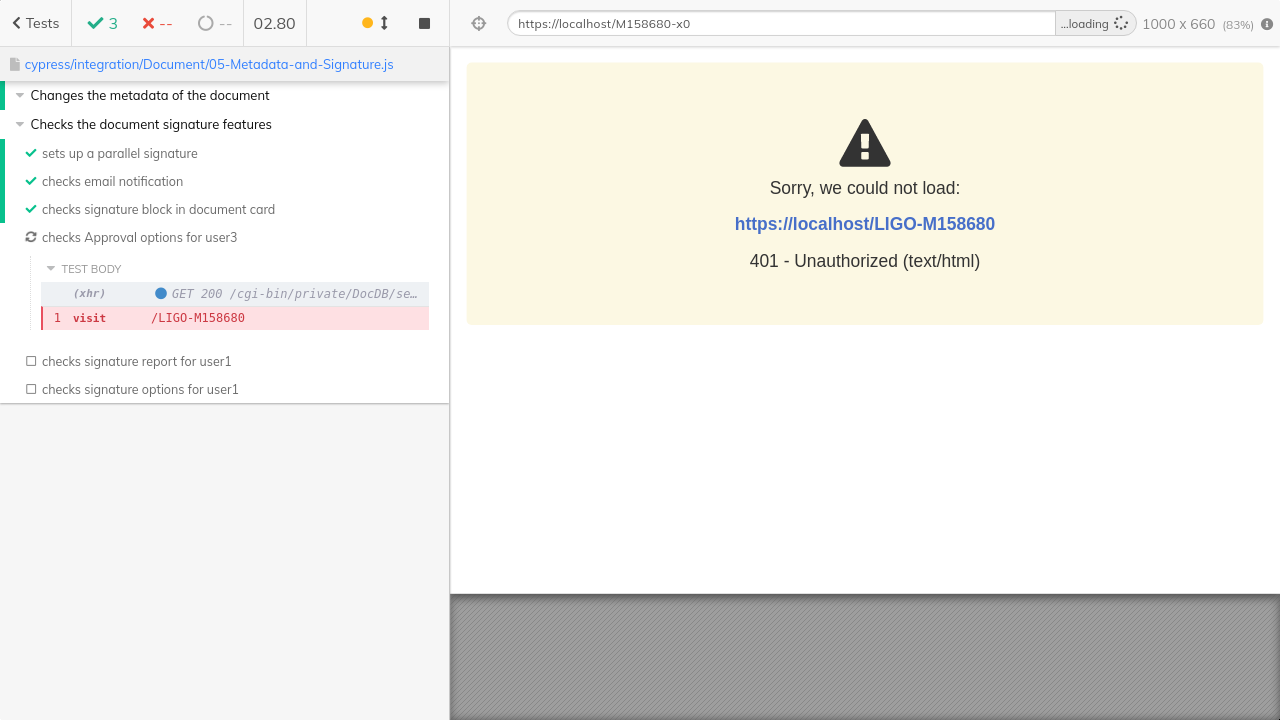 Tests
3
--
--
02.80
https://localhost/M158680-x0
...loading
1000 x 660 (83%)
cypress/integration/Document/05-Metadata-and-Signature.js
Changes the metadata of the document
Checks the document signature features
sets up a parallel signature
checks email notification
checks signature block in document card
checks Approval options for user3
TEST BODY
(xhr) GET 200 /cgi-bin/private/DocDB/se…
1 visit /LIGO-M158680
checks signature report for user1
checks signature options for user1
Sorry, we could not load:
https://localhost/LIGO-M158680
401 - Unauthorized (text/html)